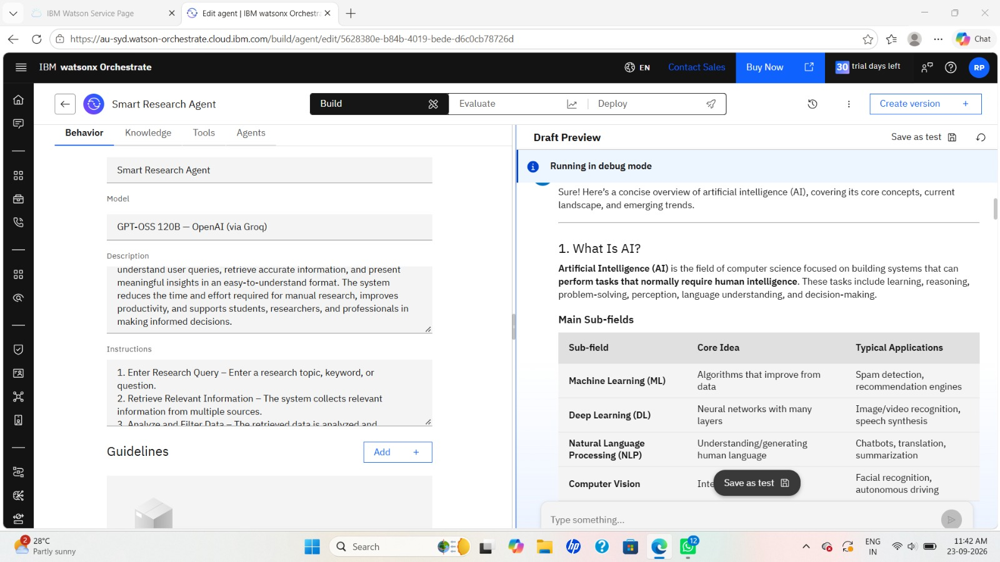 IBM Watson Service Page
Edit agent | IBM watsonx Orchestra
https://au-syd.watson-orchestrate.cloud.ibm.com/build/agent/edit/5628380e-b84b-4019-bede-d6c0cb78726d
Chat
IBM watsonx Orchestrate
EN
Contact Sales
Buy Now
30 trial days left
RP
Smart Research Agent
Build
Evaluate
Deploy
Create version +
Behavior
Knowledge
Tools
Agents
Smart Research Agent
Model
GPT-OSS 120B — OpenAI (via Groq)
Description
understand user queries, retrieve accurate information, and present
meaningful insights in an easy-to-understand format. The system
reduces the time and effort required for manual research, improves
productivity, and supports students, researchers, and professionals in
making informed decisions.
Instructions
1. Enter Research Query – Enter a research topic, keyword, or
question.
2. Retrieve Relevant Information – The system collects relevant
information from multiple sources.
3. Analyze and Filter Data – The retrieved data is analyzed and
Guidelines
Add +
Draft Preview
Save as test
Running in debug mode
Sure! Here's a concise overview of artificial intelligence (AI), covering its core concepts, current
landscape, and emerging trends.
1. What Is AI?
Artificial Intelligence (AI) is the field of computer science focused on building systems that can
perform tasks that normally require human intelligence. These tasks include learning, reasoning,
problem-solving, perception, language understanding, and decision-making.
Main Sub-fields
Sub-field Core Idea Typical Applications
Machine Learning (ML) Algorithms that improve from data Spam detection, recommendation engines
Deep Learning (DL) Neural networks with many layers Image/video recognition, speech synthesis
Natural Language Processing (NLP) Understanding/generating human language Chatbots, translation, summarization
Computer Vision Facial recognition, autonomous driving
Save as test
Type something...
2
28°C
Partly sunny
Search
12
ENG
IN
11:42 AM
23-09-2026